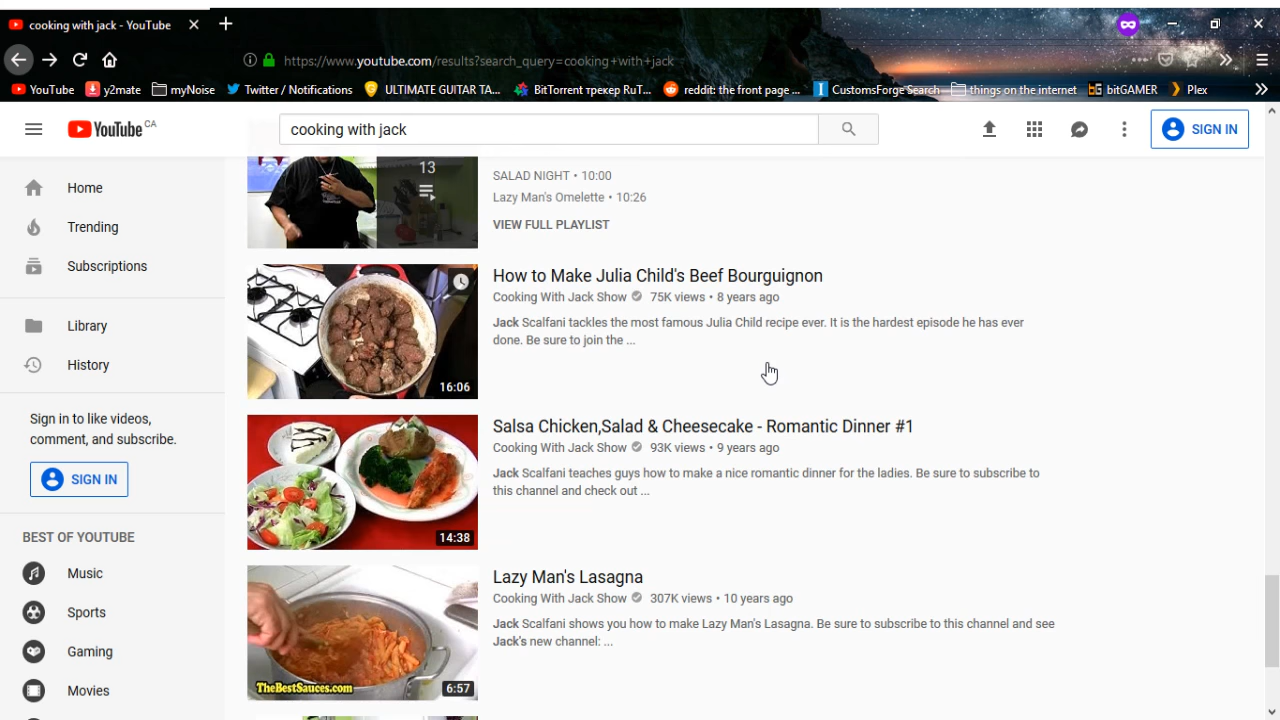 cooking with jack - YouTube
https://www.youtube.com/results?search_query=cooking+with+jack
YouTube y2mate myNoise Twitter / Notifications ULTIMATE GUITAR TA... BitTorrent трекер RuT... reddit: the front page ... CustomsForge Search things on the internet bitGAMER Plex
YouTube CA cooking with jack SIGN IN
Home
Trending
Subscriptions
Library
History
Sign in to like videos,
comment, and subscribe.
SIGN IN
BEST OF YOUTUBE
Music
Sports
Gaming
Movies
13
SALAD NIGHT • 10:00
Lazy Man's Omelette • 10:26
VIEW FULL PLAYLIST
16:06
How to Make Julia Child's Beef Bourguignon
Cooking With Jack Show 75K views • 8 years ago
Jack Scalfani tackles the most famous Julia Child recipe ever. It is the hardest episode he has ever
done. Be sure to join the ...
14:38
Salsa Chicken,Salad & Cheesecake - Romantic Dinner #1
Cooking With Jack Show 93K views • 9 years ago
Jack Scalfani teaches guys how to make a nice romantic dinner for the ladies. Be sure to subscribe to
this channel and check out ...
TheBestSauces.com 6:57
Lazy Man's Lasagna
Cooking With Jack Show 307K views • 10 years ago
Jack Scalfani shows you how to make Lazy Man's Lasagna. Be sure to subscribe to this channel and see
Jack's new channel: ...